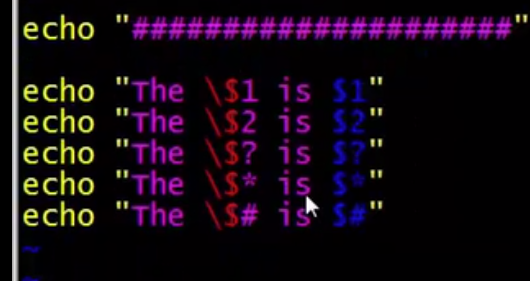 echo "#####################"
echo "The \$1 is $1"
echo "The \$2 is $2"
echo "The \$? is $?"
echo "The \$* is $*"
echo "The \$# is $#"
~
~